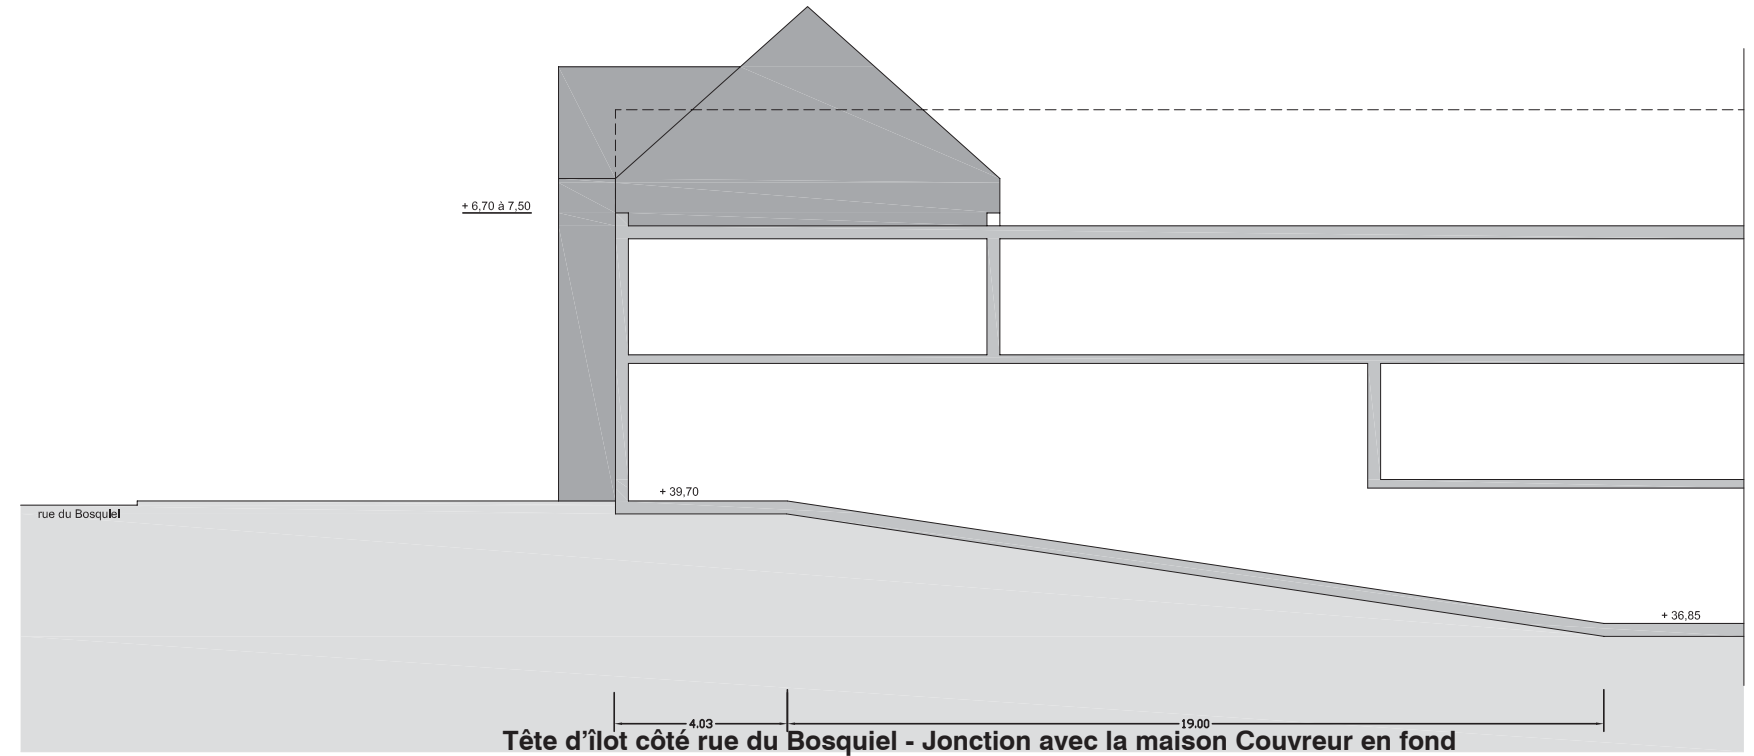 + 6,70 à 7,50
+ 39,70
rue du Bosquiel
+ 36,85
4.03
19.00
Tête d’îlot côté rue du Bosquiel - Jonction avec la maison Couvreur en fond